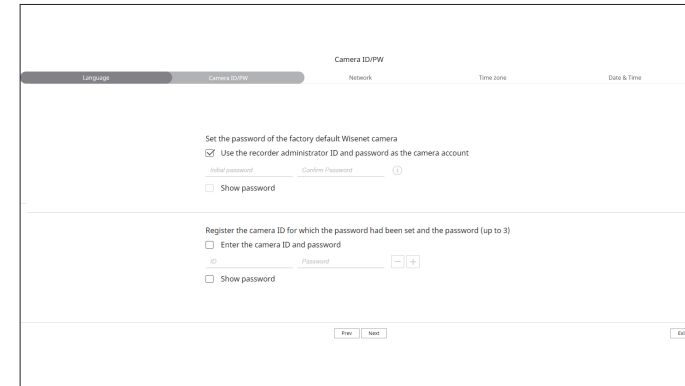 Camera ID/PW
Language Camera ID/PW Network Time zone Date & Time
Set the password of the factory default Wisenet camera
Use the recorder administrator ID and password as the camera account
Initial password Confirm Password
Show password
Register the camera ID for which the password had been set and the password (up to 3)
Enter the camera ID and password
ID Password
Show password
Prev Next